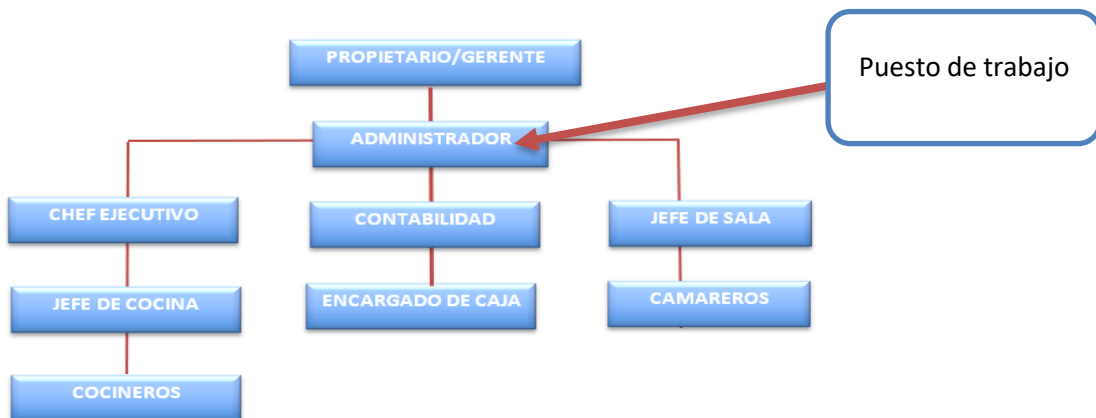 PROPIETARIO/GERENTE
Puesto de trabajo
ADMINISTRADOR
CHEF EJECUTIVO
CONTABILIDAD
JEFE DE SALA
JEFE DE COCINA
ENCARGADO DE CAJA
CAMAREROS
COCINEROS